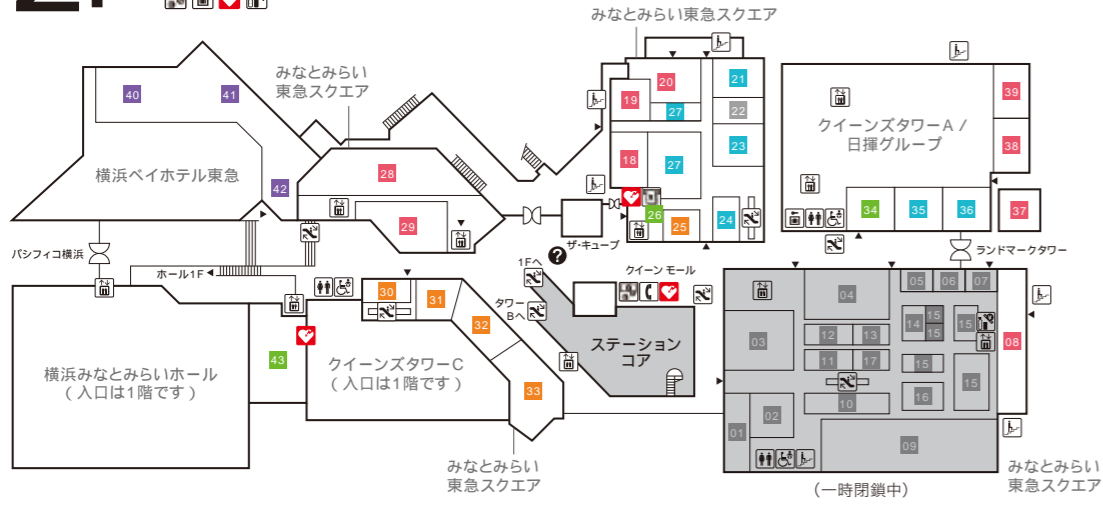 みなとみらい東急スクエア
みなとみらい
東急スクエア
40
41
42
横浜ベイホテル東急
28
29
19
20
27
21
22
18
27
23
26
25
24
クイーンズタワーA /
日揮グループ
39
38
37
34
35
36
パシフィコ横浜
ホール1F
ザ・キューブ
?
ランドマークタワー
1Fへ
クイーン モール
タワー
Bへ
30
31
32
33
ステーション
コア
43
横浜みなとみらいホール
(入口は1階です)
クイーンズタワーC
(入口は1階です)
みなとみらい
東急スクエア
04
05
06
07
03
12
13
14
15
15
15
08
11
17
15
15
10
16
02
01
09
(一時閉鎖中)
みなとみらい
東急スクエア